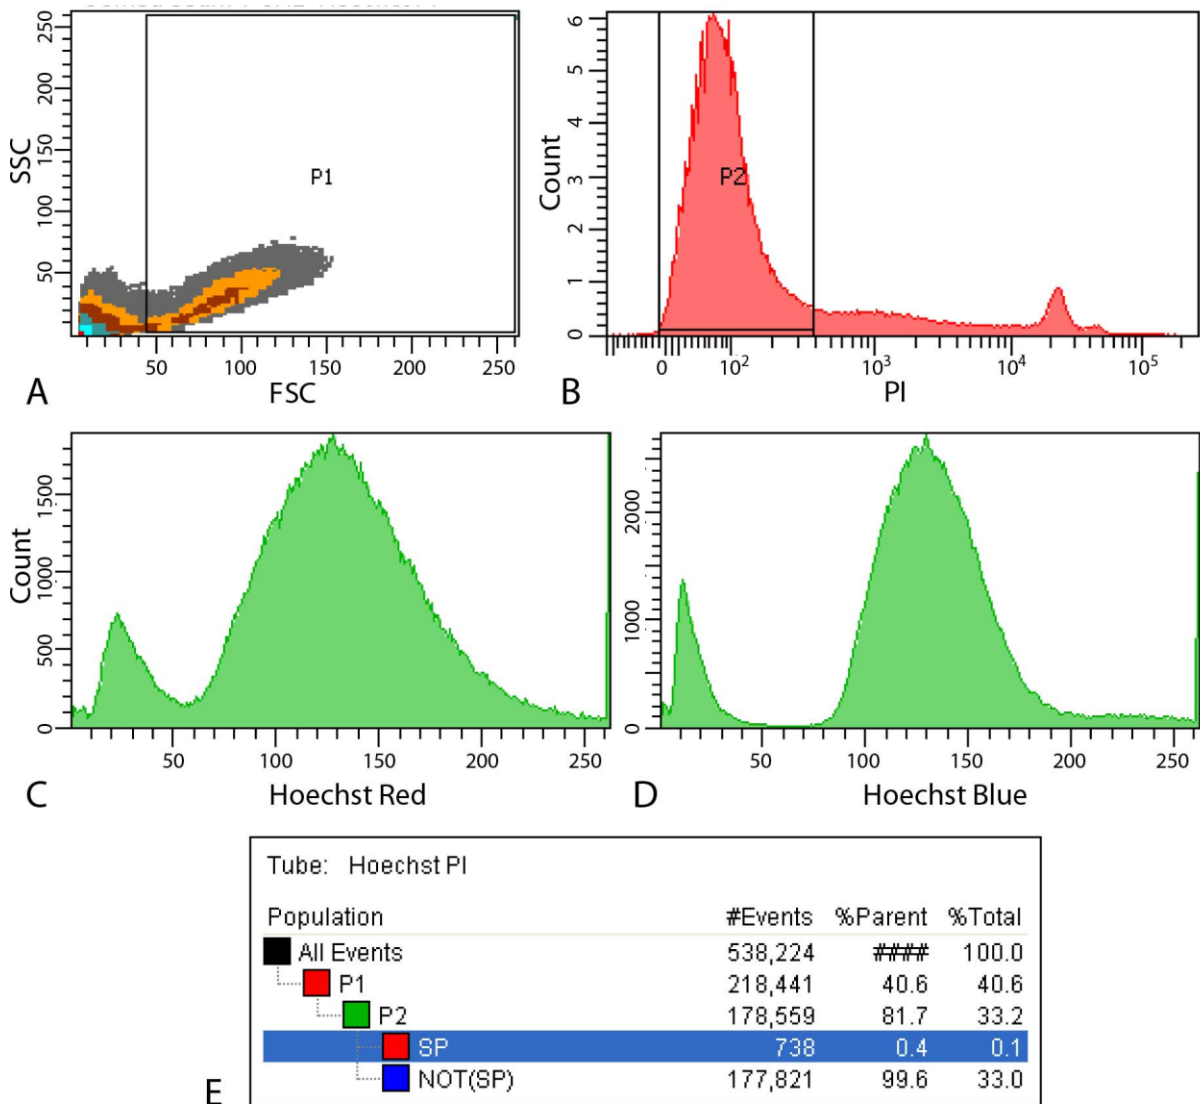 250
200
150
100
50
SSC
P1
50
100
150
200
250
A
FSC
6
5
4
3
2
1
0
Count
P2
0
10²
10³
10⁴
10⁵
B
PI
1500
1000
500
0
Count
50
100
150
200
250
C
Hoechst Red
2000
1000
0
50
100
150
200
250
D
Hoechst Blue
Tube: Hoechst PI
Population #Events %Parent %Total
All Events 538,224 #### 100.0
P1 218,441 40.6 40.6
P2 178,559 81.7 33.2
SP 738 0.4 0.1
NOT(SP) 177,821 99.6 33.0
E